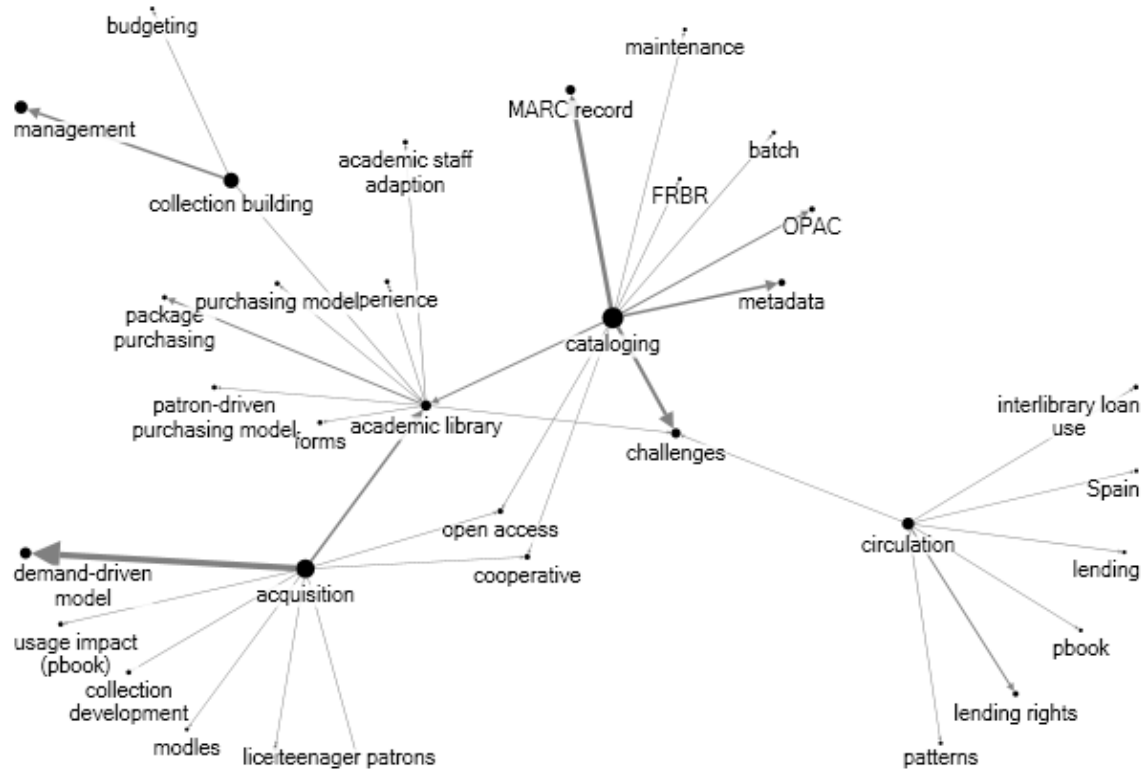 budgeting
maintenance
management
MARC record
academic staff
adaption
batch
FRBR
collection building
OPAC
package
purchasing
purchasing model
perience
metadata
cataloging
patron-driven
purchasing model
forms
academic library
challenges
interlibrary loan
use
Spain
open access
circulation
demand-driven
model
acquisition
cooperative
lending
usage impact
(pbook)
pbook
collection
development
lending rights
modles
teenager patrons
patterns